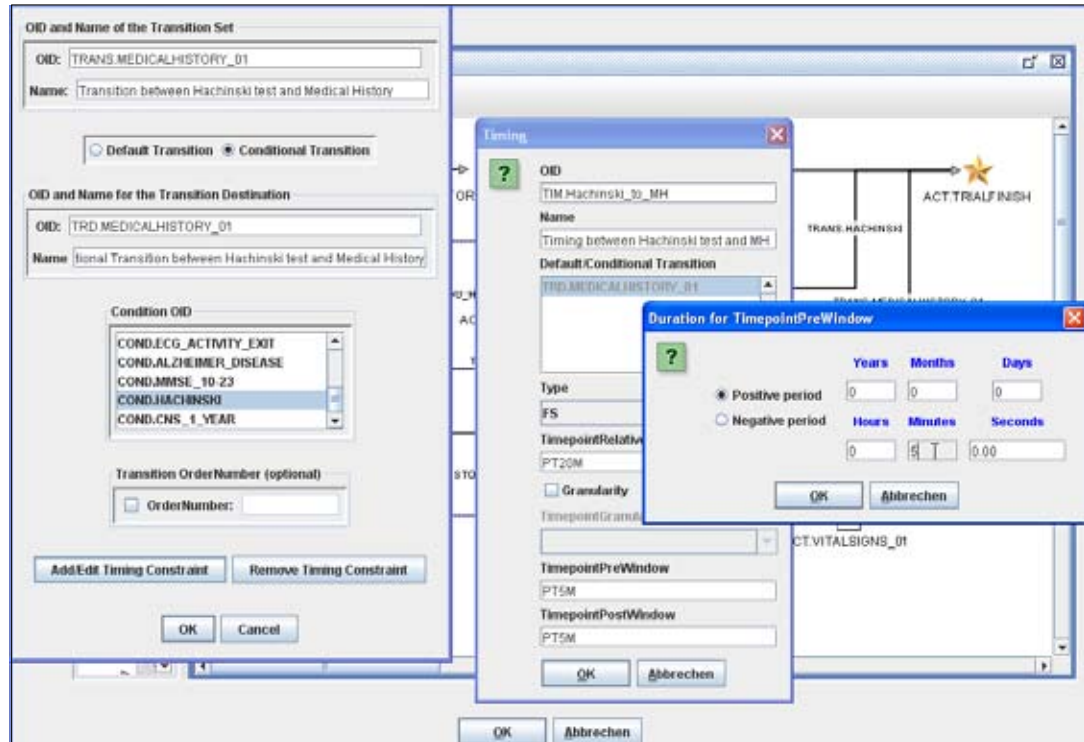 OID and Name of the Transition Set
OID: TRANS.MEDICALHISTORY_01
Name: Transition between Hachinski test and Medical History
Default Transition Conditional Transition
OID and Name for the Transition Destination
OID: TRD.MEDICALHISTORY_01
Name tional Transition between Hachinski test and Medical History
Condition OID
COND.ECG_ACTIVITY_EXIT
COND.ALZHEIMER_DISEASE
COND.MMSE_10-23
COND.HACHINSKI
COND.CNS_1_YEAR
Transition OrderNumber (optional)
OrderNumber:
Add/Edit Timing Constraint Remove Timing Constraint
OK Cancel
Timing
OID
TIM.Hachinski_to_MH
Name
Timing between Hachinski test and MH
Default/Conditional Transition
TRD.MEDICALHISTORY_01
Type
FS
TimepointRelative
PT20M
Granularity
TimepointGranul
TimepointPreWindow
PT5M
TimepointPostWindow
PT5M
OK Abbrechen
ACT.TRIALFINISH
TRANS.HACHINSKI
Duration for TimepointPreWindow
Years Months Days
Positive period 0 0 0
Negative period Hours Minutes Seconds
0 5 0.00
OK Abbrechen
CT.VITALSIGNS_01
OR
AC
STO
OK Abbrechen